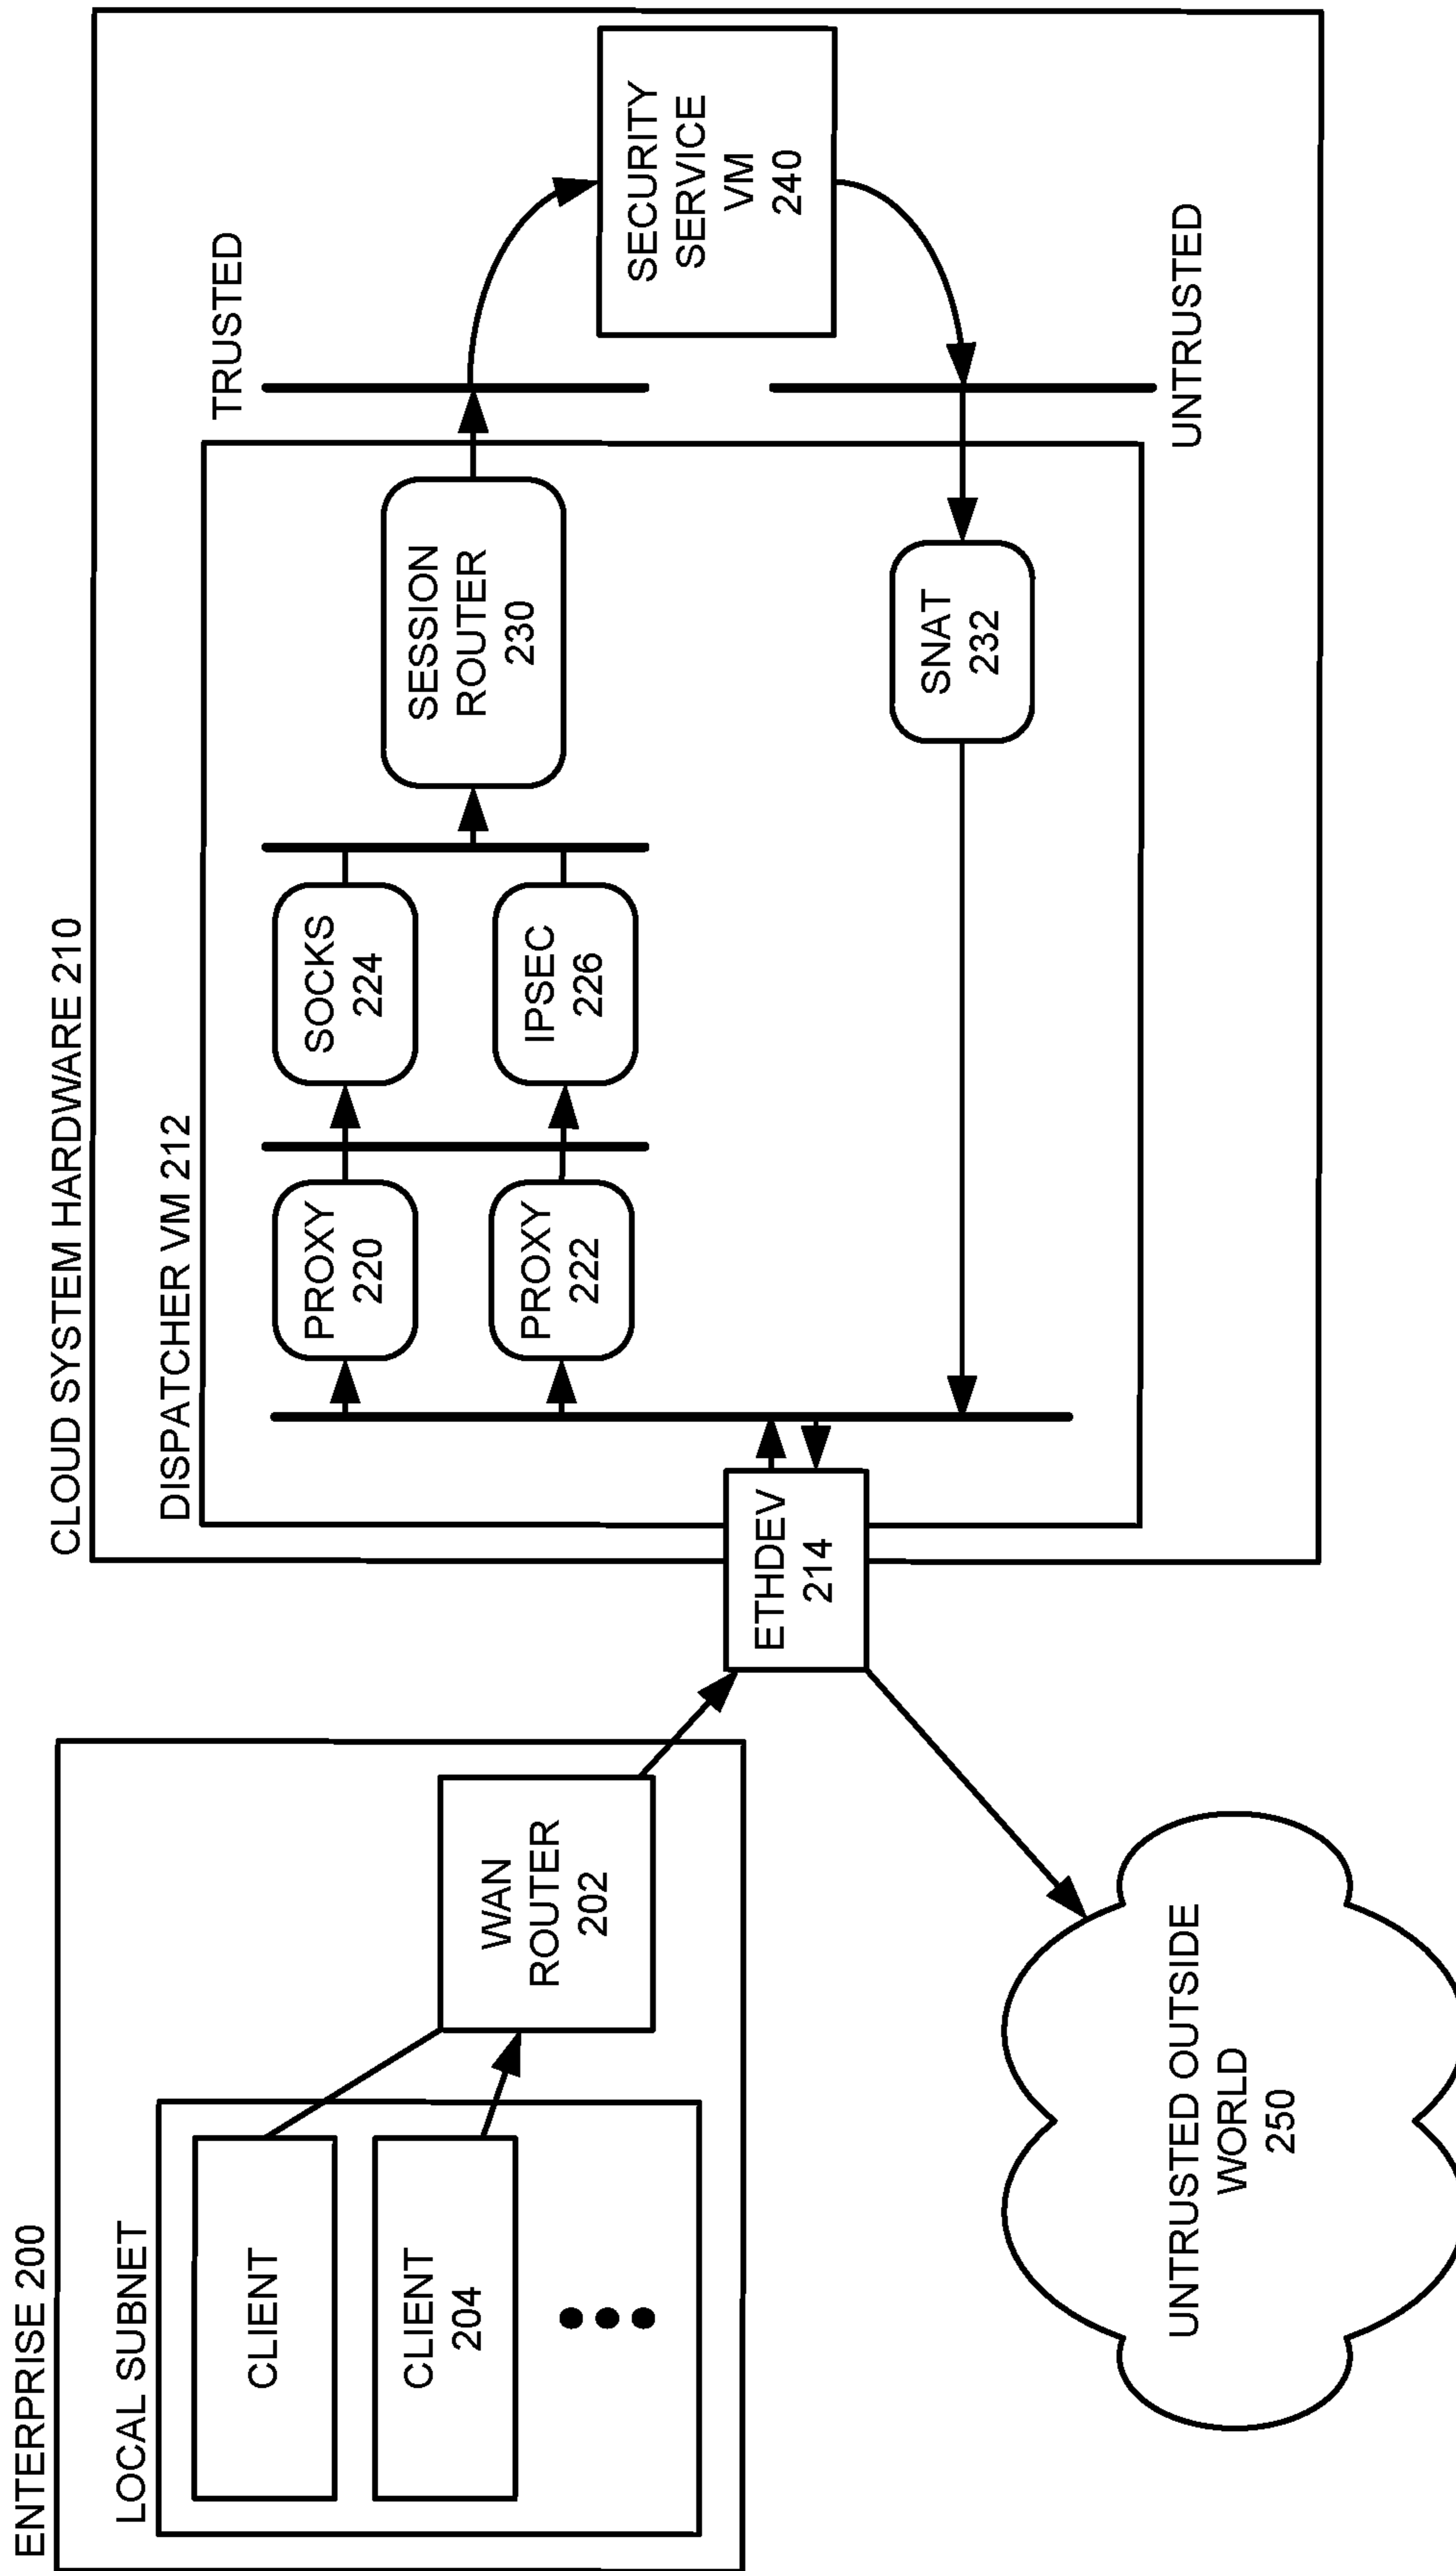 ENTERPRISE 200
LOCAL SUBNET
CLIENT
CLIENT
204
WAN
ROUTER
202
CLOUD SYSTEM HARDWARE 210
DISPATCHER VM 212
ETHDEV
214
PROXY
220
PROXY
222
SOCKS
224
IPSEC
226
SESSION
ROUTER
230
TRUSTED
SECURITY
SERVICE
VM
240
UNTRUSTED
SNAT
232
UNTRUSTED OUTSIDE
WORLD
250